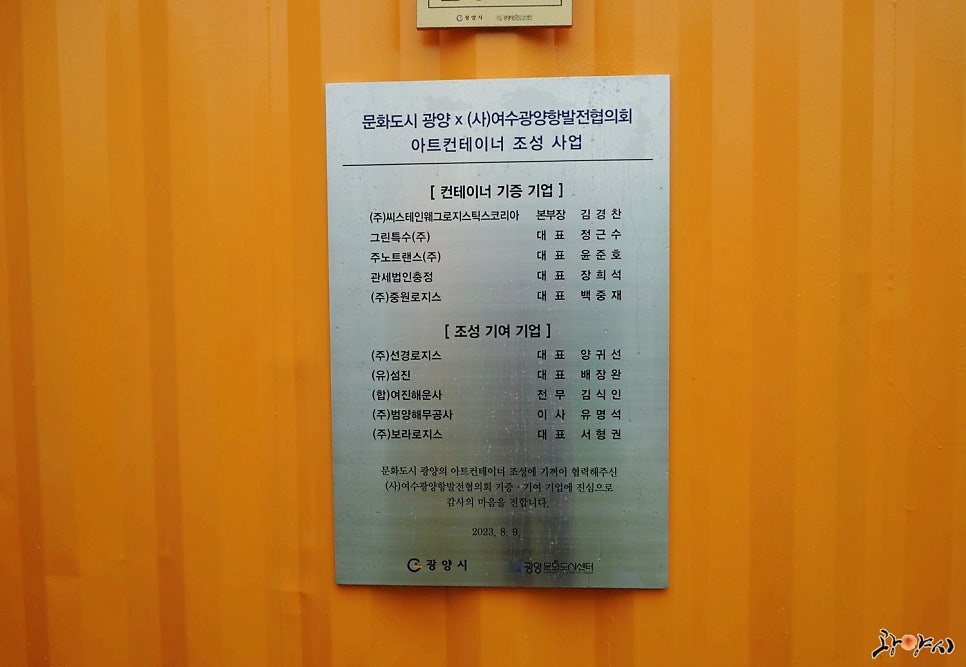 광양시
문화도시 광양 x (사)여수광양항발전협의회
아트컨테이너 조성 사업
[ 컨테이너 기증 기업 ]
(주)씨스테인웨그로지스틱스코리아 본부장 김경찬
그린특수(주) 대표 정근수
주노트랜스(주) 대표 윤준호
관세법인충정 대표 장희석
(주)중원로지스 대표 백중재
[ 조성 기여 기업 ]
(주)선경로지스 대표 양귀선
(유)섬진 대표 배장완
(합)여진해운사 전무 김식인
(주)범양해무공사 이사 유명석
(주)보라로지스 대표 서형권
문화도시 광양의 아트컨테이너 조성에 기꺼이 협력해주신
(사)여수광양항발전협의회 기증·기여 기업에 진심으로
감사의 마음을 전합니다.
2023. 8. 9.
광양시 광양문화도시센터
광양시